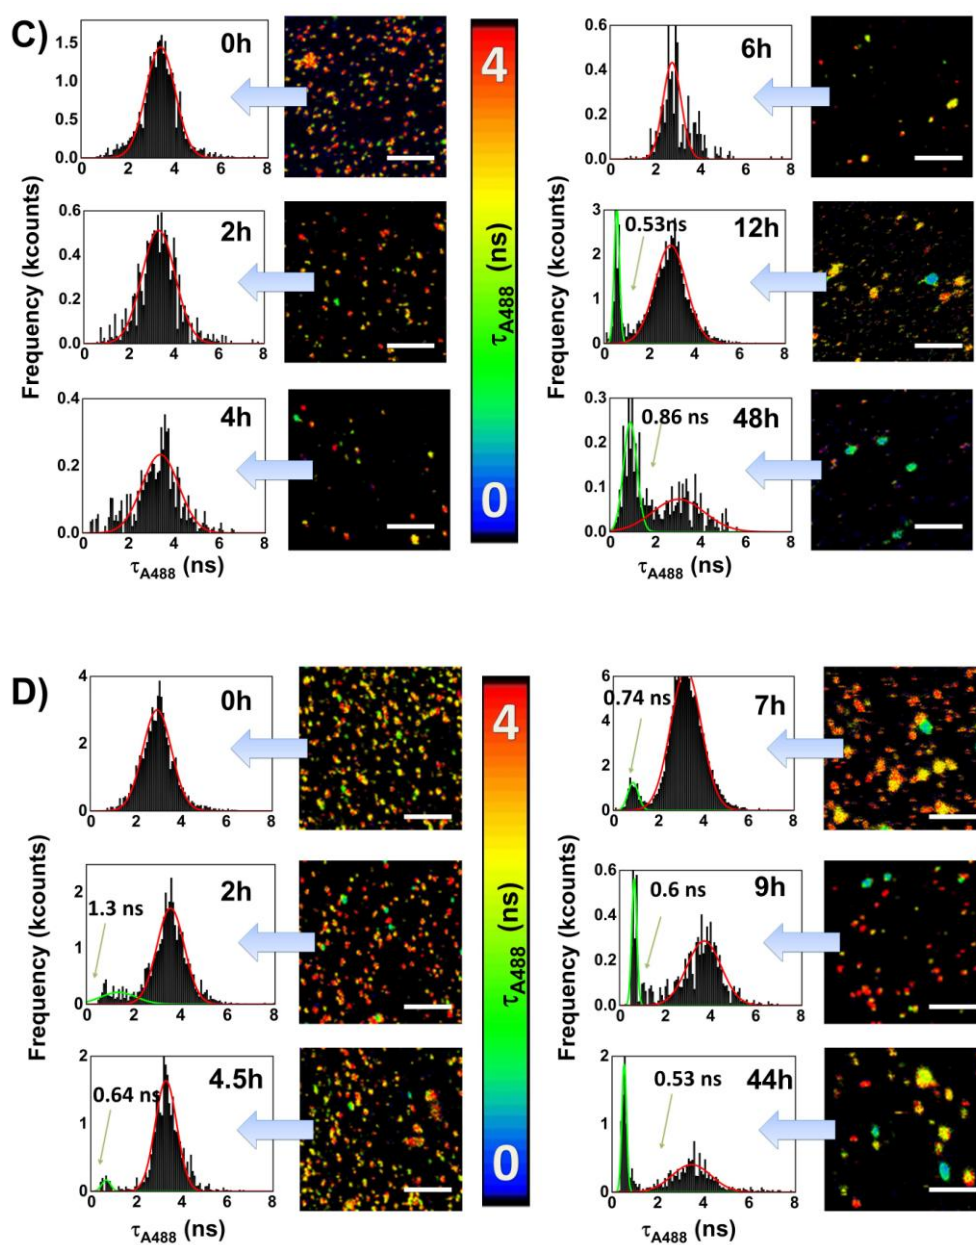 C)
0h
1.5
1.0
0.5
0.0
0 2 4 6 8
2h
0.6
0.4
0.2
0.0
0 2 4 6 8
4h
0.4
0.2
0.0
0 2 4 6 8
Frequency (kcounts)
τA488 (ns)
4
τA488 (ns)
0
6h
0.6
0.4
0.2
0.0
0 2 4 6 8
12h
0.53ns
3
2
1
0
0 2 4 6 8
48h
0.86 ns
0.3
0.2
0.1
0.0
0 2 4 6 8
Frequency (kcounts)
τA488 (ns)
D)
0h
4
2
0
0 2 4 6 8
2h
1.3 ns
2
1
0
0 2 4 6 8
4.5h
0.64 ns
2
1
0
0 2 4 6 8
Frequency (kcounts)
τA488 (ns)
4
τA488 (ns)
0
7h
0.74 ns
6
4
2
0
0 2 4 6 8
9h
0.6 ns
0.6
0.4
0.2
0.0
0 2 4 6 8
44h
0.53 ns
2
1
0
0 2 4 6 8
Frequency (kcounts)
τA488 (ns)